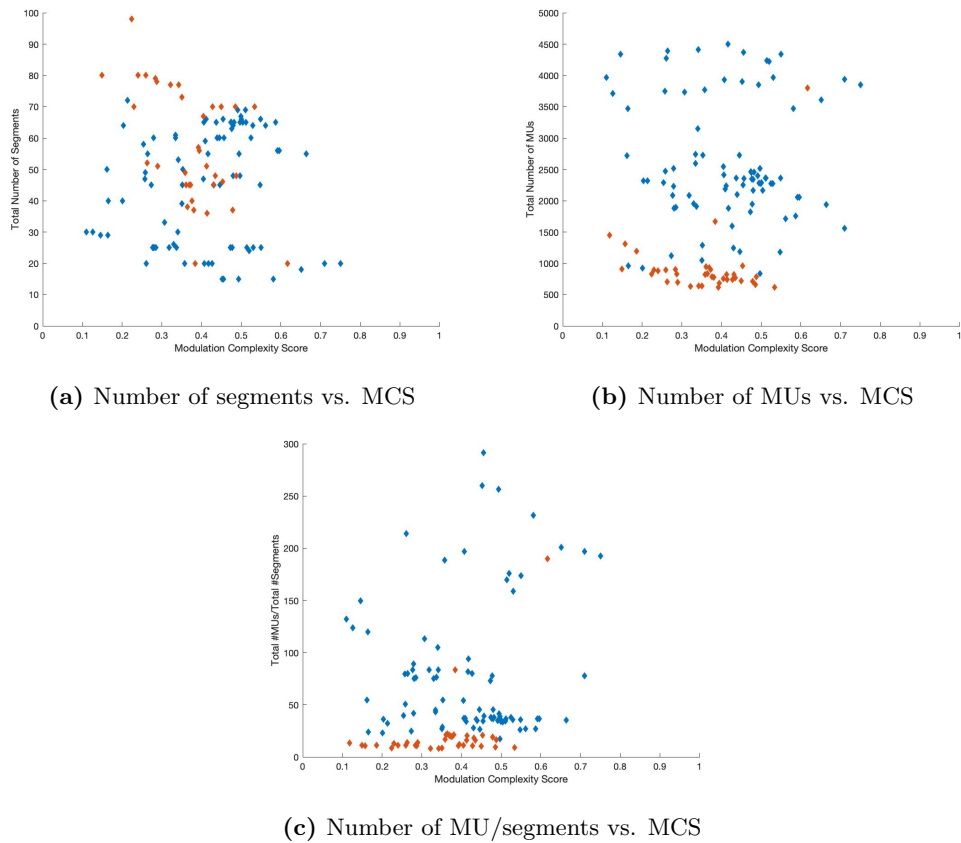 100
90
80
70
60
50
40
30
20
10
0
Total Number of Segments
0 0.1 0.2 0.3 0.4 0.5 0.6 0.7 0.8 0.9 1
Modulation Complexity Score
(a) Number of segments vs. MCS
5000
4500
4000
3500
3000
2500
2000
1500
1000
500
0
Total Number of MUs
0 0.1 0.2 0.3 0.4 0.5 0.6 0.7 0.8 0.9 1
Modulation Complexity Score
(b) Number of MUs vs. MCS
300
250
200
150
100
50
0
Total #MUs/Total #Segments
0 0.1 0.2 0.3 0.4 0.5 0.6 0.7 0.8 0.9 1
Modulation Complexity Score
(c) Number of MU/segments vs. MCS